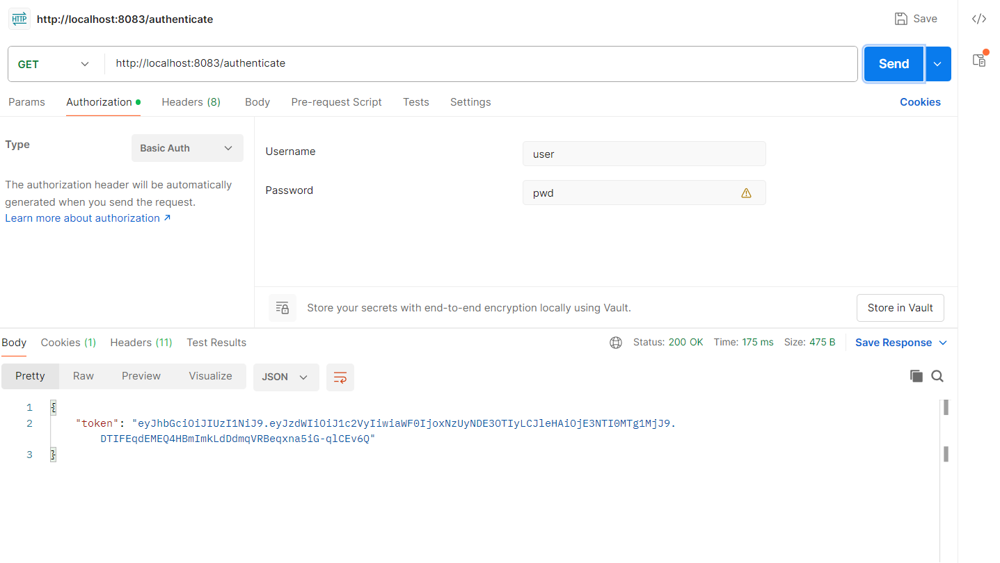 HTTP http://localhost:8083/authenticate Save
GET http://localhost:8083/authenticate Send
Params Authorization Headers (8) Body Pre-request Script Tests Settings Cookies
Type Basic Auth
The authorization header will be automatically
generated when you send the request.
Learn more about authorization ↗
Username user
Password pwd
Store your secrets with end-to-end encryption locally using Vault. Store in Vault
Body Cookies (1) Headers (11) Test Results Status: 200 OK Time: 175 ms Size: 475 B Save Response
Pretty Raw Preview Visualize JSON
1 {
2 "token": "eyJhbGciOiJIUzI1NiJ9.eyJzdWIiOiJ1c2VyIiwiaWF0IjoxNzUyNDE3OTIyLCJleHAiOjE3NTI0MTg1MjJ9.
DTIFEqdEMEQ4HBmImkLdDdmqVRBeqxna5iG-qlCEv6Q"
3 }